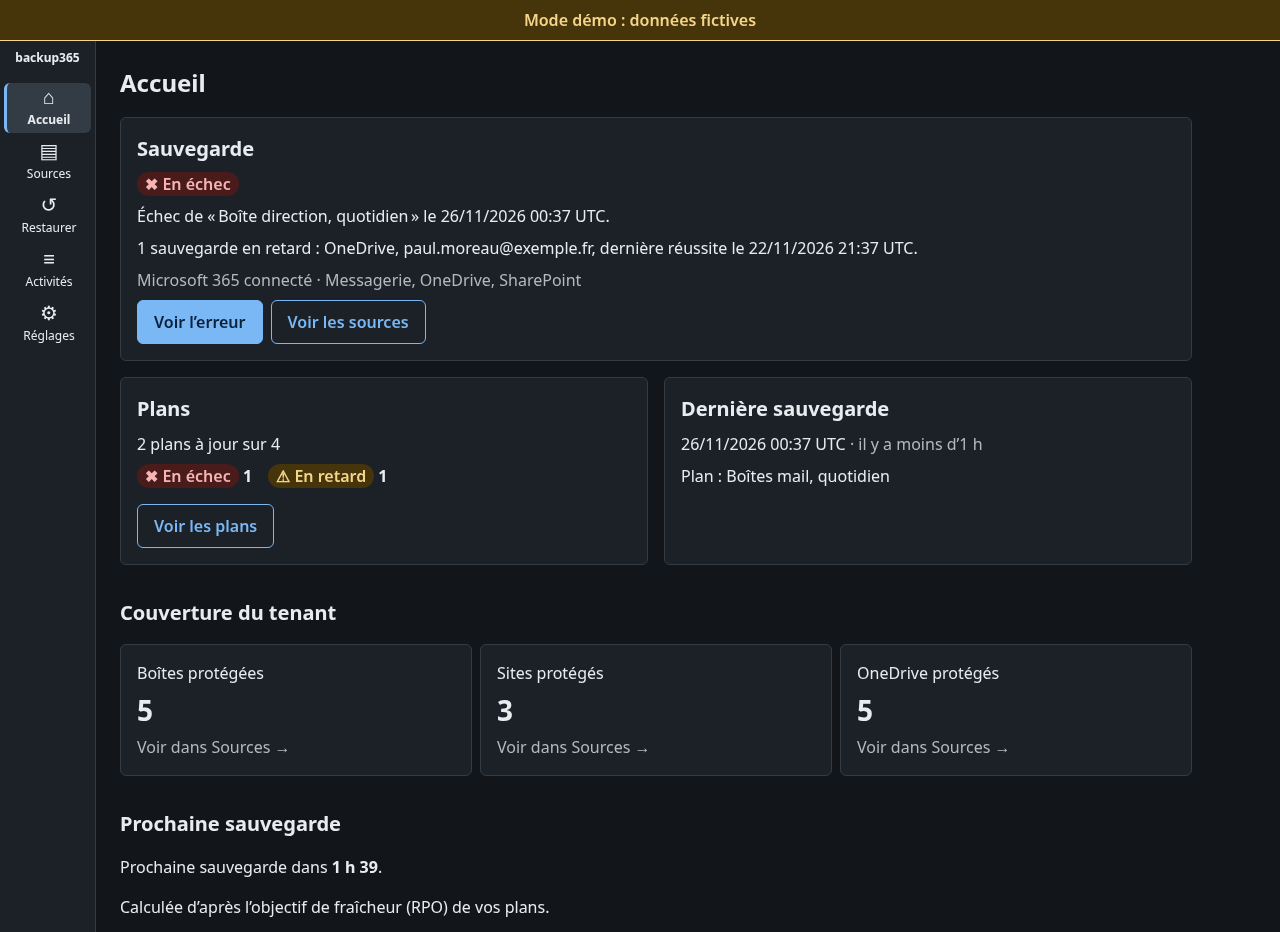 Mode démo : données fictives
backup365
Accueil
Sources
Restaurer
Activités
Réglages
Accueil
Sauvegarde
✖ En échec
Échec de « Boîte direction, quotidien » le 26/11/2026 00:37 UTC.
1 sauvegarde en retard : OneDrive, paul.moreau@exemple.fr, dernière réussite le 22/11/2026 21:37 UTC.
Microsoft 365 connecté · Messagerie, OneDrive, SharePoint
Voir l’erreur
Voir les sources
Plans
2 plans à jour sur 4
✖ En échec 1 ⚠ En retard 1
Voir les plans
Dernière sauvegarde
26/11/2026 00:37 UTC · il y a moins d’1 h
Plan : Boîtes mail, quotidien
Couverture du tenant
Boîtes protégées
5
Voir dans Sources →
Sites protégés
3
Voir dans Sources →
OneDrive protégés
5
Voir dans Sources →
Prochaine sauvegarde
Prochaine sauvegarde dans 1 h 39.
Calculée d’après l’objectif de fraîcheur (RPO) de vos plans.